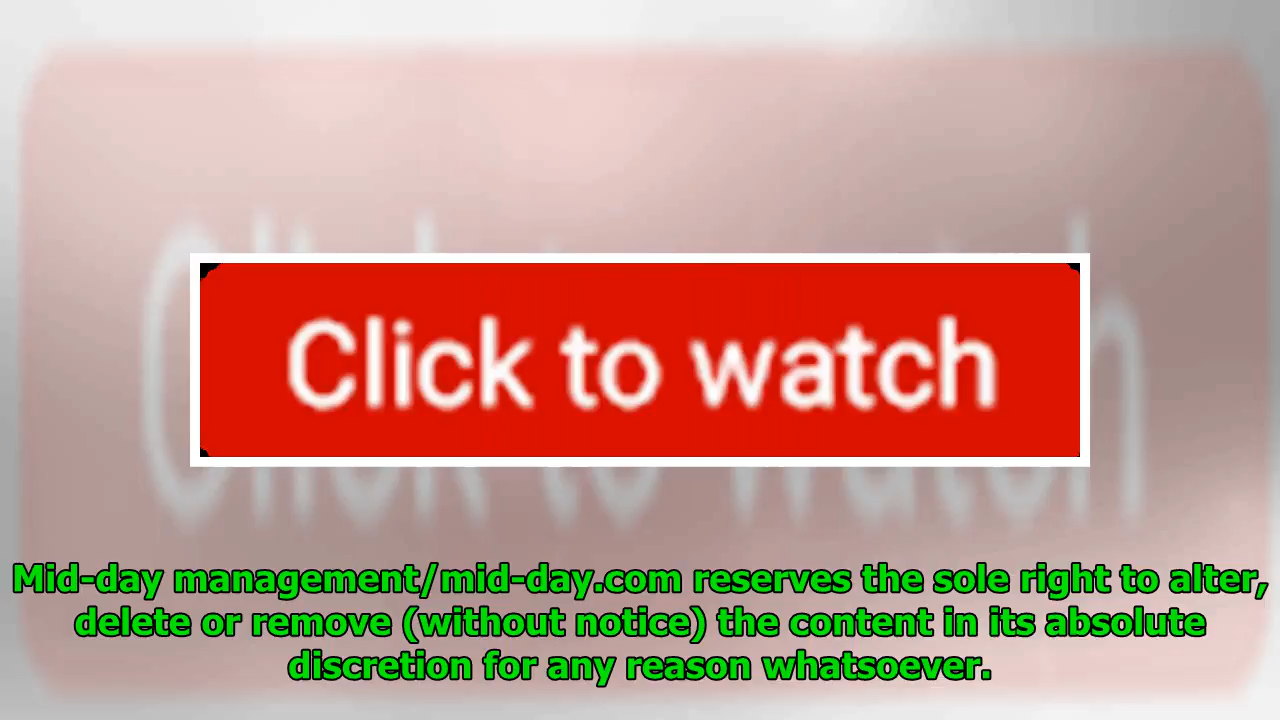 Click to watch
Mid-day management/mid-day.com reserves the sole right to alter,
delete or remove (without notice) the content in its absolute
discretion for any reason whatsoever.